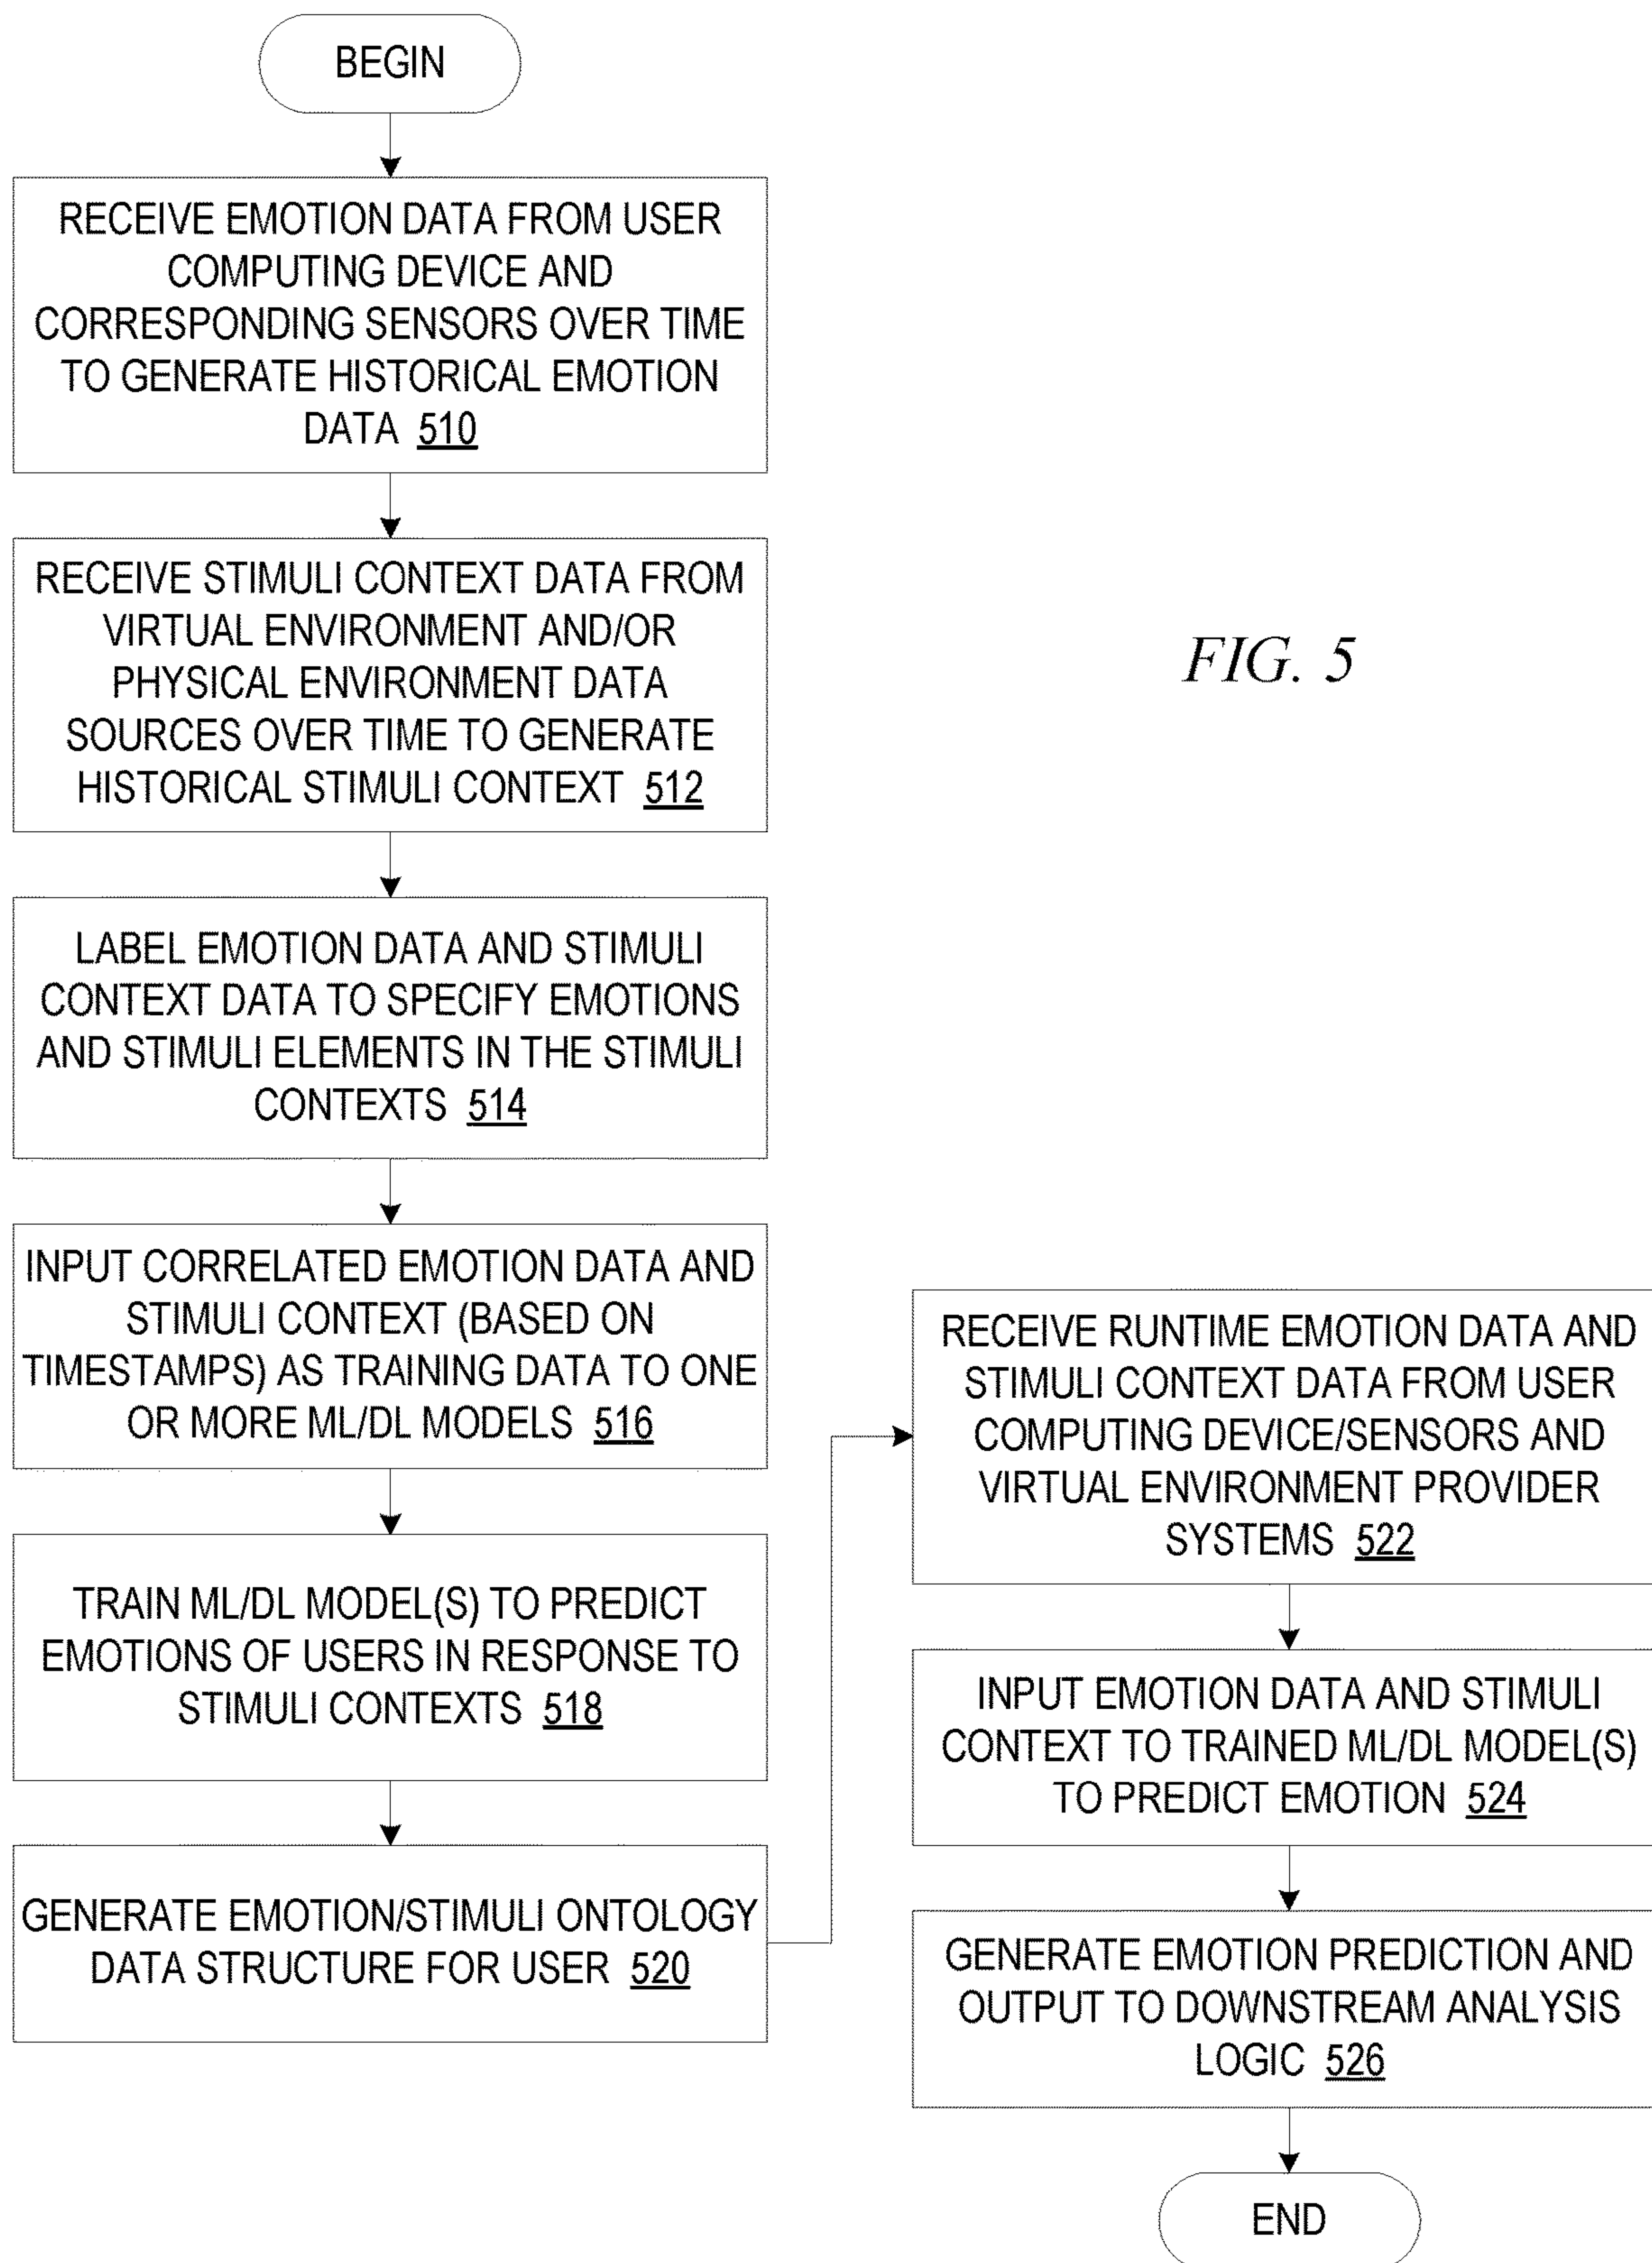 BEGIN
RECEIVE EMOTION DATA FROM USER
COMPUTING DEVICE AND
CORRESPONDING SENSORS OVER TIME
TO GENERATE HISTORICAL EMOTION
DATA 510
RECEIVE STIMULI CONTEXT DATA FROM
VIRTUAL ENVIRONMENT AND/OR
PHYSICAL ENVIRONMENT DATA
SOURCES OVER TIME TO GENERATE
HISTORICAL STIMULI CONTEXT 512
FIG. 5
LABEL EMOTION DATA AND STIMULI
CONTEXT DATA TO SPECIFY EMOTIONS
AND STIMULI ELEMENTS IN THE STIMULI
CONTEXTS 514
INPUT CORRELATED EMOTION DATA AND
STIMULI CONTEXT (BASED ON
TIMESTAMPS) AS TRAINING DATA TO ONE
OR MORE ML/DL MODELS 516
TRAIN ML/DL MODEL(S) TO PREDICT
EMOTIONS OF USERS IN RESPONSE TO
STIMULI CONTEXTS 518
GENERATE EMOTION/STIMULI ONTOLOGY
DATA STRUCTURE FOR USER 520
RECEIVE RUNTIME EMOTION DATA AND
STIMULI CONTEXT DATA FROM USER
COMPUTING DEVICE/SENSORS AND
VIRTUAL ENVIRONMENT PROVIDER
SYSTEMS 522
INPUT EMOTION DATA AND STIMULI
CONTEXT TO TRAINED ML/DL MODEL(S)
TO PREDICT EMOTION 524
GENERATE EMOTION PREDICTION AND
OUTPUT TO DOWNSTREAM ANALYSIS
LOGIC 526
END